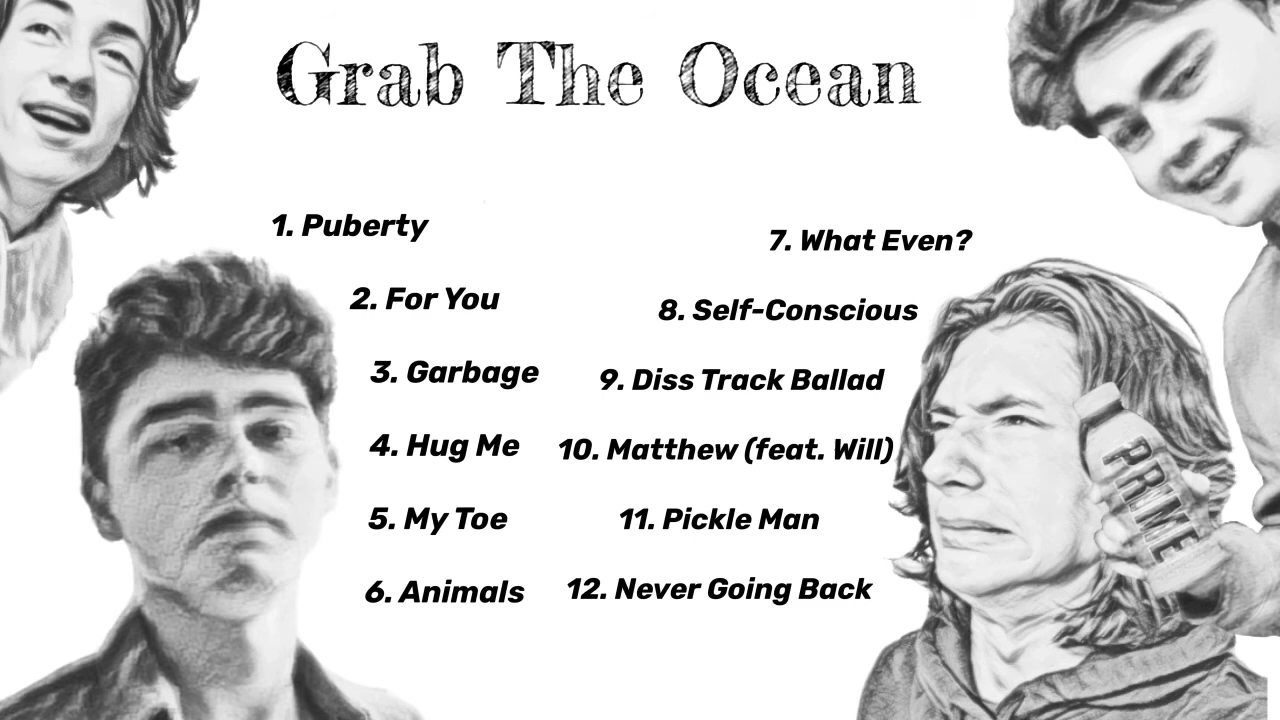 Grab The Ocean
1. Puberty
2. For You
3. Garbage
4. Hug Me
5. My Toe
6. Animals
7. What Even?
8. Self-Conscious
9. Diss Track Ballad
10. Matthew (feat. Will)
11. Pickle Man
12. Never Going Back
PRIME